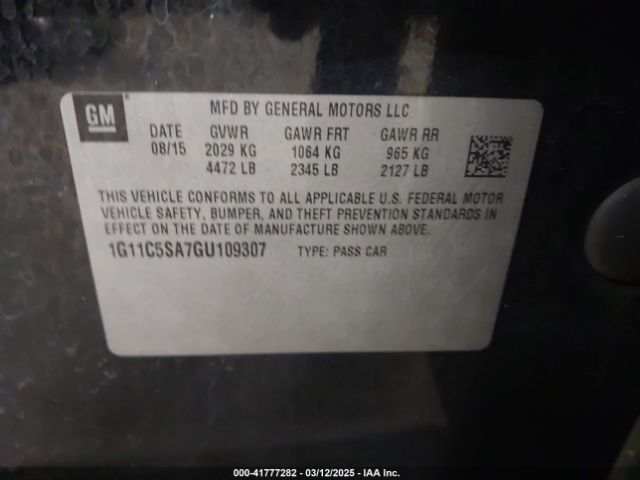 GM
MFD BY GENERAL MOTORS LLC
DATE GVWR GAWR FRT GAWR RR
08/15 2029 KG 1064 KG 965 KG
4472 LB 2345 LB 2127 LB
THIS VEHICLE CONFORMS TO ALL APPLICABLE U.S. FEDERAL MOTOR
VEHICLE SAFETY, BUMPER, AND THEFT PREVENTION STANDARDS IN
EFFECT ON THE DATE OF MANUFACTURE SHOWN ABOVE.
1G11C5SA7GU109307 TYPE: PASS CAR
000-41777282 - 03/12/2025 - IAA Inc.